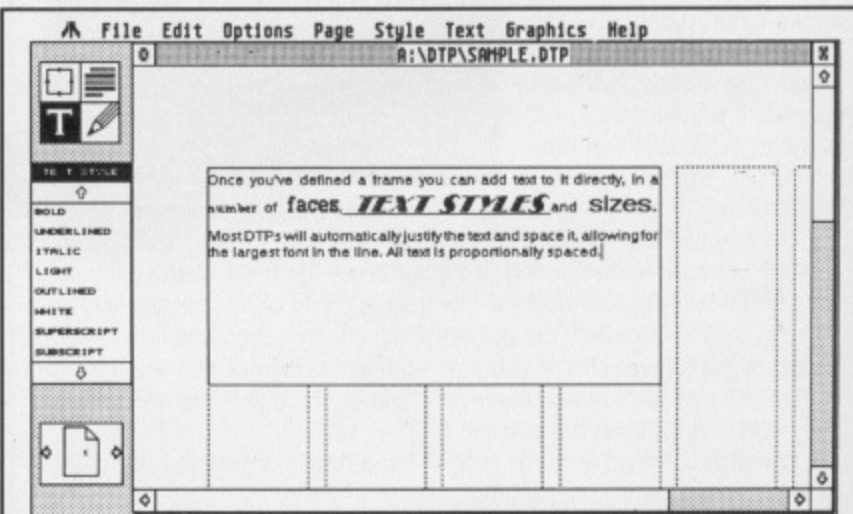 File Edit Options Page Style Text Graphics Help
A:\DTP\SAMPLE.DTP
T
TEXT STYLE
BOLD
UNDERLINED
ITALIC
LIGHT
OUTLINED
WHITE
SUPERSCRIPT
SUBSCRIPT
Once you've defined a frame you can add text to it directly, in a
number of faces, TEXT STYLES and sizes.
Most DTPs will automatically justify the text and space it, allowing for
the largest font in the line. All text is proportionally spaced.
1